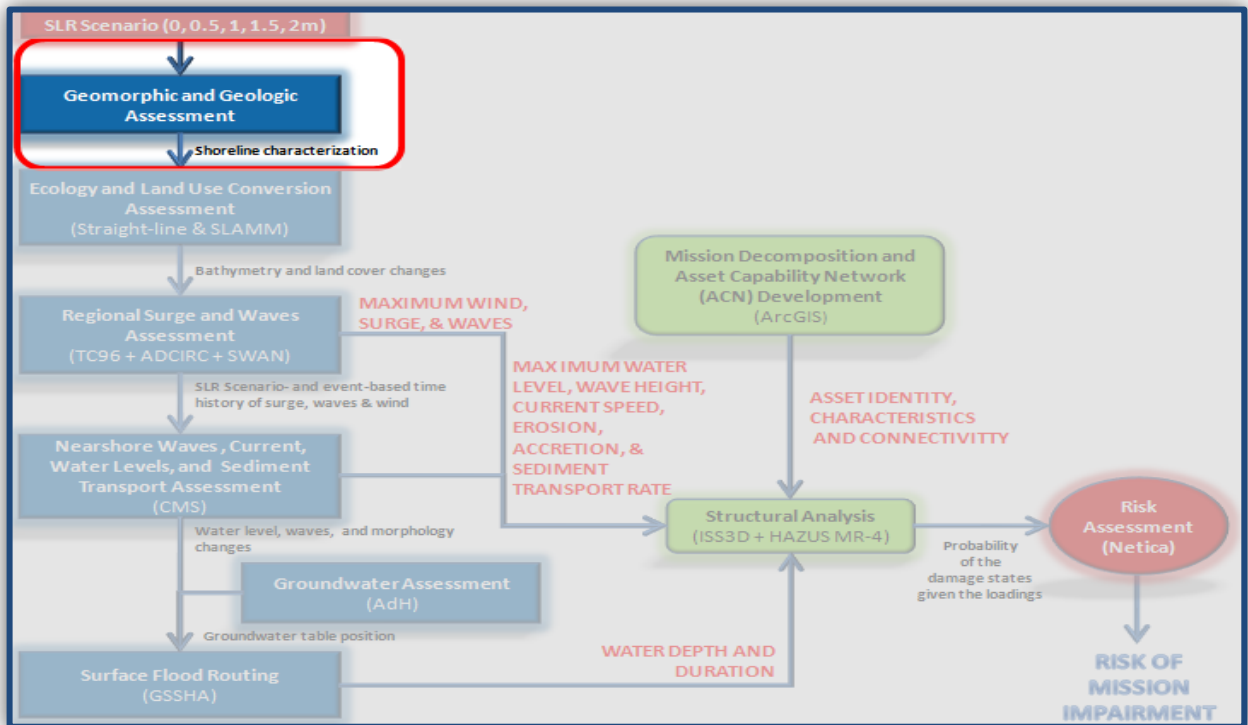 SLR Scenario (0, 0.5, 1, 1.5, 2m)
Geomorphic and Geologic
Assessment
Shoreline characterization
Ecology and Land Use Conversion
Assessment
(Straight-line & SLAMM)
Bathymetry and land cover changes
Regional Surge and Waves
Assessment
(TC96 + ADCIRC + SWAN)
SLR Scenario- and event-based time
history of surge, waves & wind
Nearshore Waves, Current,
Water Levels, and Sediment
Transport Assessment
(CMS)
Water level, waves, and morphology
changes
Groundwater Assessment
(AdH)
Groundwater table position
Surface Flood Routing
(GSSHA)
MAXIMUM WIND,
SURGE, & WAVES
MAXIMUM WATER
LEVEL, WAVE HEIGHT,
CURRENT SPEED,
EROSION,
ACCRETION, &
SEDIMENT
TRANSPORT RATE
WATER DEPTH AND
DURATION
Mission Decomposition and
Asset Capability Network
(ACN) Development
(ArcGIS)
ASSET IDENTITY,
CHARACTERISTICS
AND CONNECTIVITTY
Structural Analysis
(ISS3D + HAZUS MR-4)
Probability
of the
damage states
given the loadings
Risk
Assessment
(Netica)
RISK OF
MISSION
IMPAIRMENT